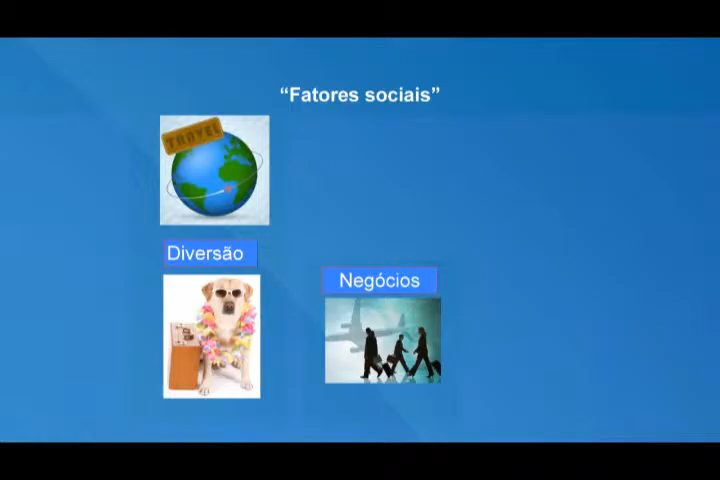 “Fatores sociais”
TRAVEL
Diversão
Negócios